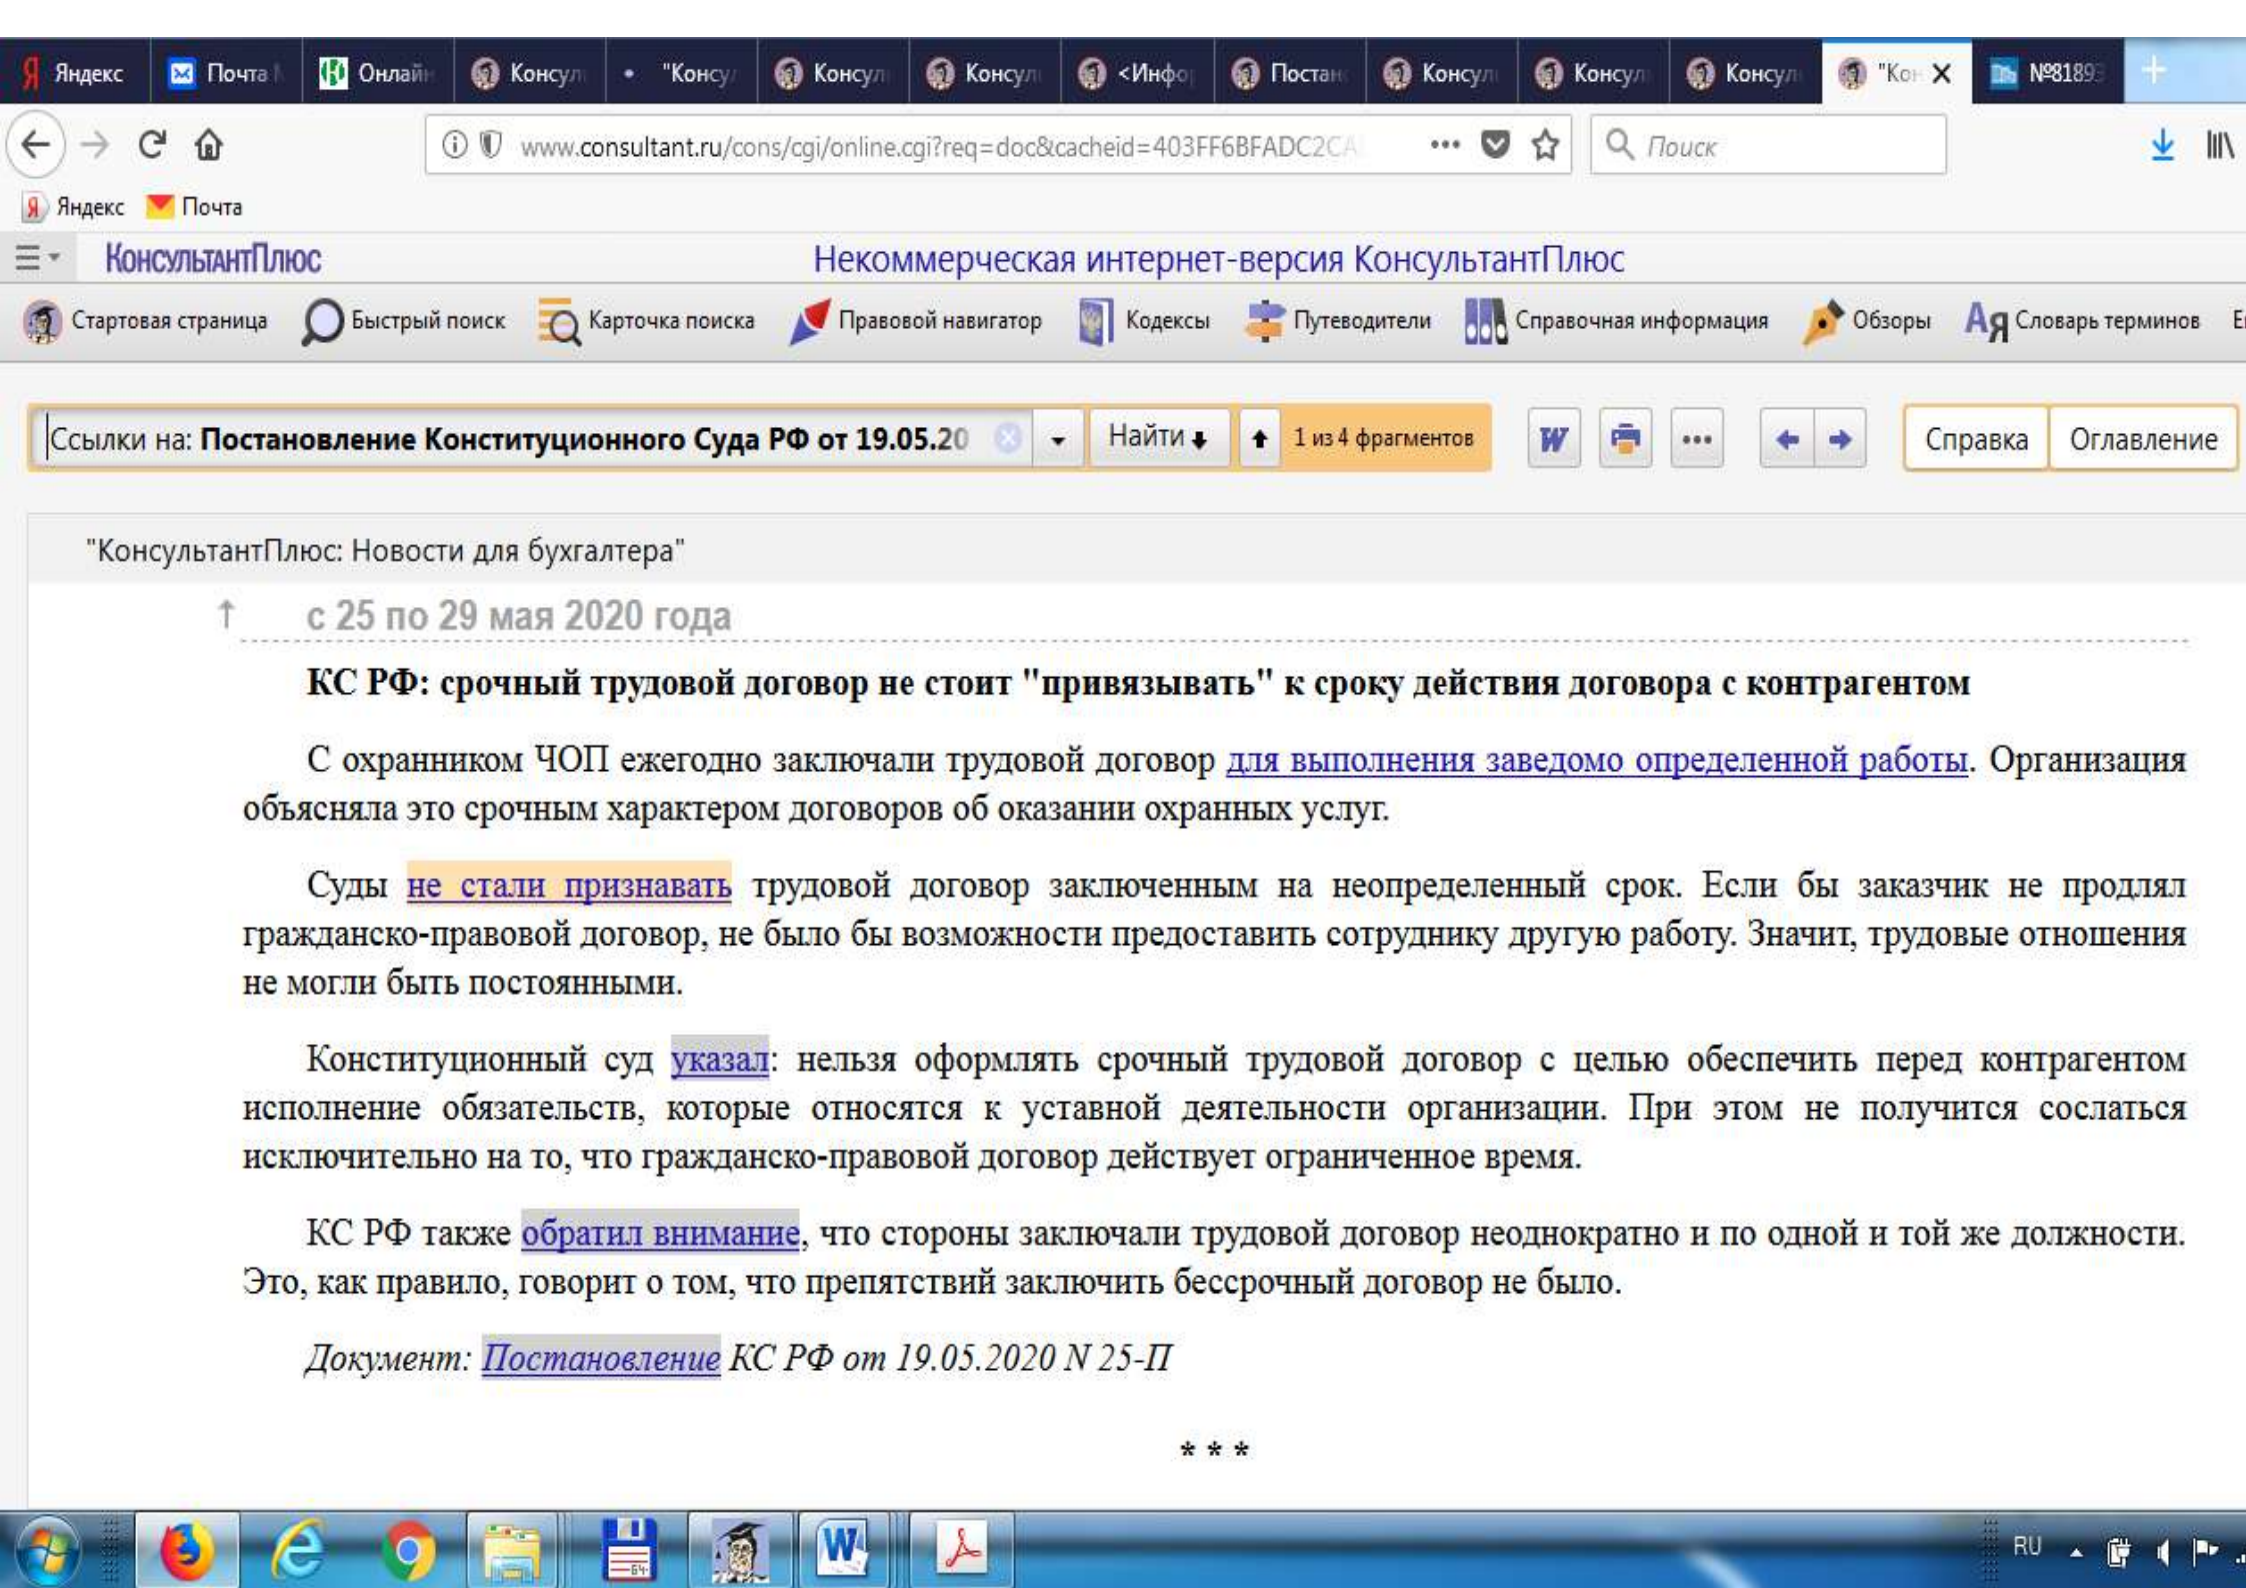 Яндекс Почта Онлайн Консул "Консу Консул Консул <Инфор Постан Консул Консул Консул "Кон №8189
www.consultant.ru/cons/cgi/online.cgi?req=doc&cacheid=403FF6BFADC2CA Поиск
Яндекс Почта
КонсультантПлюс Некоммерческая интернет-версия КонсультантПлюс
Стартовая страница Быстрый поиск Карточка поиска Правовой навигатор Кодексы Путеводители Справочная информация Обзоры Словарь терминов
Ссылки на: Постановление Конституционного Суда РФ от 19.05.20 Найти 1 из 4 фрагментов Справка Оглавление
"КонсультантПлюс: Новости для бухгалтера"
с 25 по 29 мая 2020 года
КС РФ: срочный трудовой договор не стоит "привязывать" к сроку действия договора с контрагентом
С охранником ЧОП ежегодно заключали трудовой договор для выполнения заведомо определенной работы. Организация
объясняла это срочным характером договоров об оказании охранных услуг.
Суды не стали признавать трудовой договор заключенным на неопределенный срок. Если бы заказчик не продлял
гражданско-правовой договор, не было бы возможности предоставить сотруднику другую работу. Значит, трудовые отношения
не могли быть постоянными.
Конституционный суд указал: нельзя оформлять срочный трудовой договор с целью обеспечить перед контрагентом
исполнение обязательств, которые относятся к уставной деятельности организации. При этом не получится сослаться
исключительно на то, что гражданско-правовой договор действует ограниченное время.
КС РФ также обратил внимание, что стороны заключали трудовой договор неоднократно и по одной и той же должности.
Это, как правило, говорит о том, что препятствий заключить бессрочный договор не было.
Документ: Постановление КС РФ от 19.05.2020 N 25-П
* * *
RU